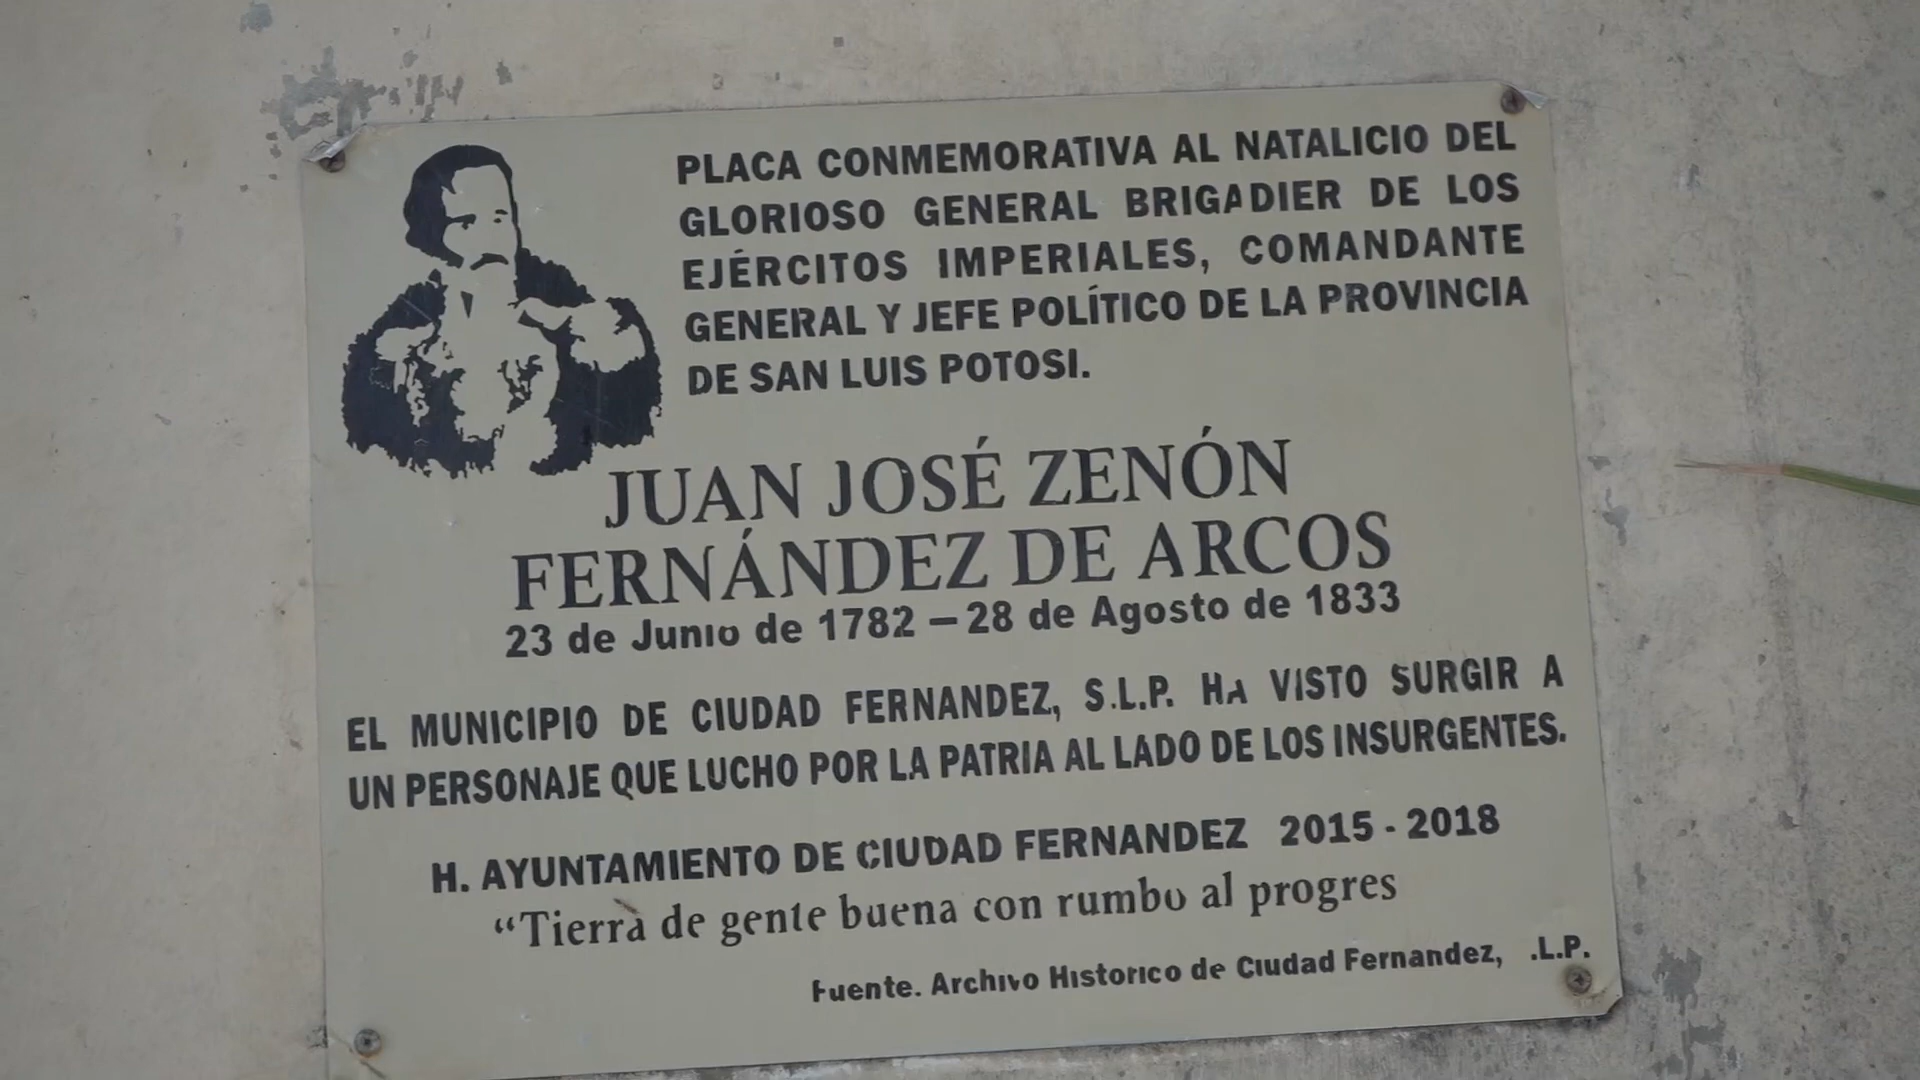 PLACA CONMEMORATIVA AL NATALICIO DEL
GLORIOSO GENERAL BRIGADIER DE LOS
EJÉRCITOS IMPERIALES, COMANDANTE
GENERAL Y JEFE POLÍTICO DE LA PROVINCIA
DE SAN LUIS POTOSI.
JUAN JOSÉ ZENÓN
FERNÁNDEZ DE ARCOS
23 de Junio de 1782 – 28 de Agosto de 1833
EL MUNICIPIO DE CIUDAD FERNANDEZ, S.L.P. HA VISTO SURGIR A
UN PERSONAJE QUE LUCHO POR LA PATRIA AL LADO DE LOS INSURGENTES.
H. AYUNTAMIENTO DE CIUDAD FERNANDEZ 2015 - 2018
“Tierra de gente buena con rumbo al progres
Fuente. Archivo Historico de Ciudad Fernandez, .L.P.